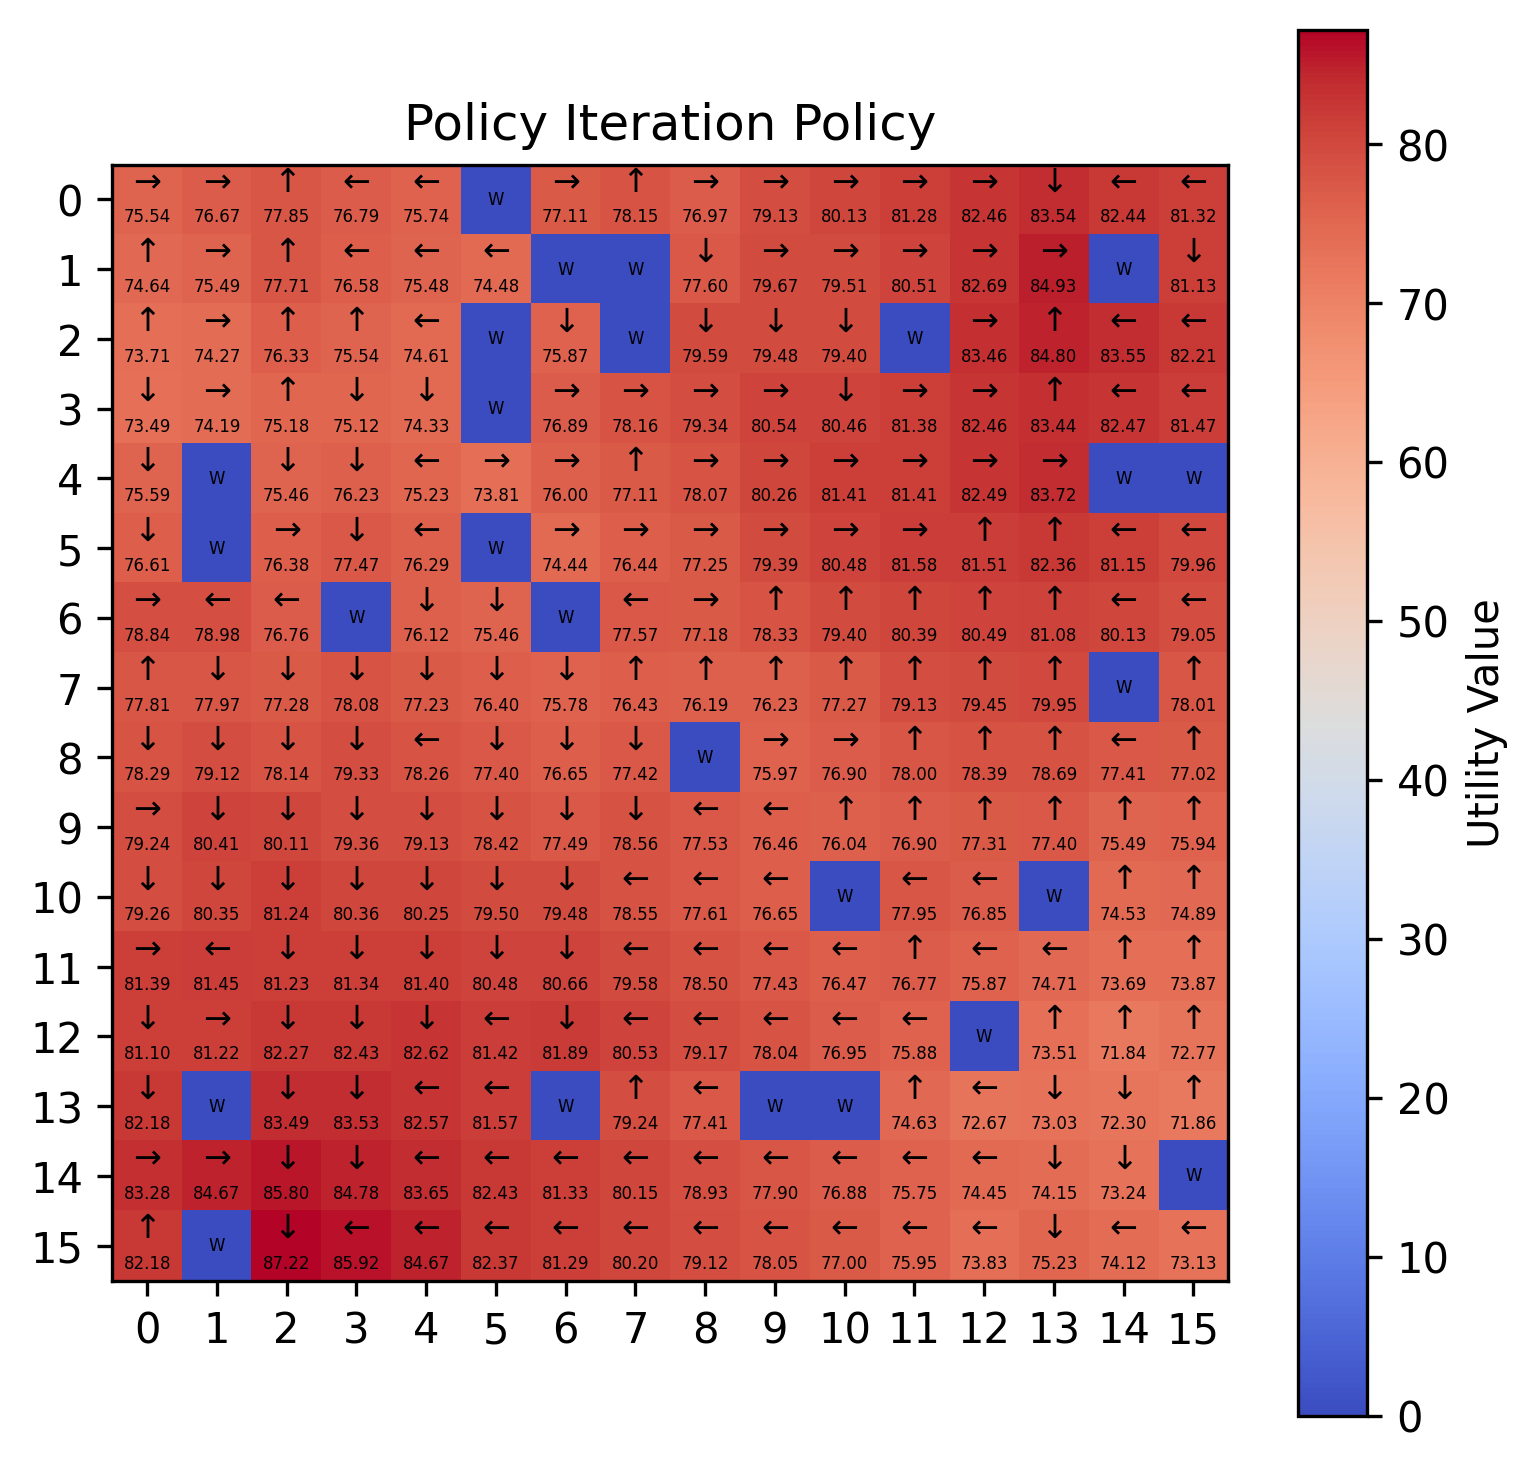 Policy Iteration Policy
0 → → ↑ ← ← W → ↑ → → → → → ↓ ← ←
75.54 76.67 77.85 76.79 75.74 77.11 78.15 76.97 79.13 80.13 81.28 82.46 83.54 82.44 81.32
1 ↑ → ↑ ← ← ← W W ↓ → → → → → W ↓
74.64 75.49 77.71 76.58 75.48 74.48 77.60 79.67 79.51 80.51 82.69 84.93 81.13
2 ↑ → ↑ ↑ ← W ↓ W ↓ ↓ ↓ W → ↑ ← ←
73.71 74.27 76.33 75.54 74.61 75.87 79.59 79.48 79.40 83.46 84.80 83.55 82.21
3 ↓ → ↑ ↓ ↓ W → → → → ↓ → → ↑ ← ←
73.49 74.19 75.18 75.12 74.33 76.89 78.16 79.34 80.54 80.46 81.38 82.46 83.44 82.47 81.47
4 ↓ W ↓ ↓ ← → → ↑ → → → → → → W W
75.59 75.46 76.23 75.23 73.81 76.00 77.11 78.07 80.26 81.41 81.41 82.49 83.72
5 ↓ W → ↓ ← W → → → → → → ↑ ↑ ← ←
76.61 76.38 77.47 76.29 74.44 76.44 77.25 79.39 80.48 81.58 81.51 82.36 81.15 79.96
6 → ← ← W ↓ ↓ W ← → ↑ ↑ ↑ ↑ ↑ ← ←
78.84 78.98 76.76 76.12 75.46 77.57 77.18 78.33 79.40 80.39 80.49 81.08 80.13 79.05
7 ↑ ↓ ↓ ↓ ↓ ↓ ↓ ↑ ↑ ↑ ↑ ↑ ↑ ↑ W ↑
77.81 77.97 77.28 78.08 77.23 76.40 75.78 76.43 76.19 76.23 77.27 79.13 79.45 79.95 78.01
8 ↓ ↓ ↓ ↓ ← ↓ ↓ ↓ W → → ↑ ↑ ↑ ← ↑
78.29 79.12 78.14 79.33 78.26 77.40 76.65 77.42 75.97 76.90 78.00 78.39 78.69 77.41 77.02
9 → ↓ ↓ ↓ ↓ ↓ ↓ ↓ ← ← ↑ ↑ ↑ ↑ ↑ ↑
79.24 80.41 80.11 79.36 79.13 78.42 77.49 78.56 77.53 76.46 76.04 76.90 77.31 77.40 75.49 75.94
10 ↓ ↓ ↓ ↓ ↓ ↓ ↓ ← ← ← W ← ← W ↑ ↑
79.26 80.35 81.24 80.36 80.25 79.50 79.48 78.55 77.61 76.65 77.95 76.85 74.53 74.89
11 → ← ↓ ↓ ↓ ↓ ↓ ← ← ← ← ↑ ← ← ↑ ↑
81.39 81.45 81.23 81.34 81.40 80.48 80.66 79.58 78.50 77.43 76.47 76.77 75.87 74.71 73.69 73.87
12 ↓ → ↓ ↓ ↓ ← ↓ ← ← ← ← ← W ↑ ↑ ↑
81.10 81.22 82.27 82.43 82.62 81.42 81.89 80.53 79.17 78.04 76.95 75.88 73.51 71.84 72.77
13 ↓ W ↓ ↓ ← ← W ↑ ← W W ↑ ← ↓ ↓ ↑
82.18 83.49 83.53 82.57 81.57 79.24 77.41 74.63 72.67 73.03 72.30 71.86
14 → → ↓ ↓ ← ← ← ← ← ← ← ← ← ↓ ↓ W
83.28 84.67 85.80 84.78 83.65 82.43 81.33 80.15 78.93 77.90 76.88 75.75 74.45 74.15 73.24
15 ↑ W ↓ ← ← ← ← ← ← ← ← ← ← ↓ ← ←
82.18 87.22 85.92 84.67 82.37 81.29 80.20 79.12 78.05 77.00 75.95 73.83 75.23 74.12 73.13
0 1 2 3 4 5 6 7 8 9 10 11 12 13 14 15
80
70
60
50
40
30
20
10
0
Utility Value